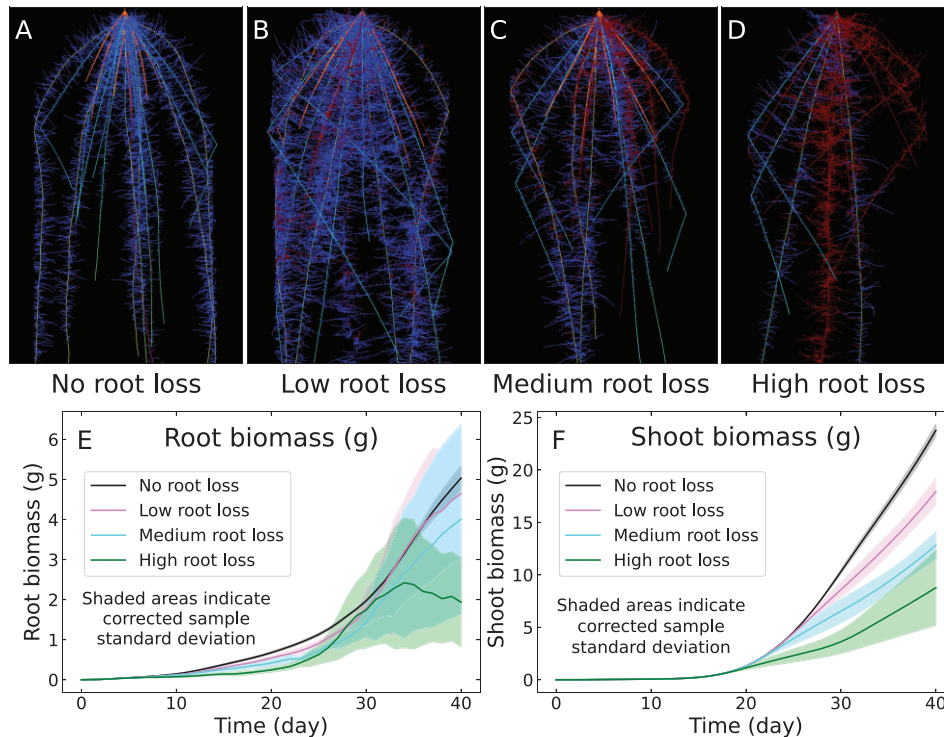 A
B
C
D
No root loss
Low root loss
Medium root loss
High root loss
E
Root biomass (g)
Root biomass (g)
No root loss
Low root loss
Medium root loss
High root loss
Shaded areas indicate
corrected sample
standard deviation
6
5
4
3
2
1
0
0
10
20
30
40
Time (day)
F
Shoot biomass (g)
Shoot biomass (g)
No root loss
Low root loss
Medium root loss
High root loss
Shaded areas indicate
corrected sample
standard deviation
25
20
15
10
5
0
0
10
20
30
40
Time (day)